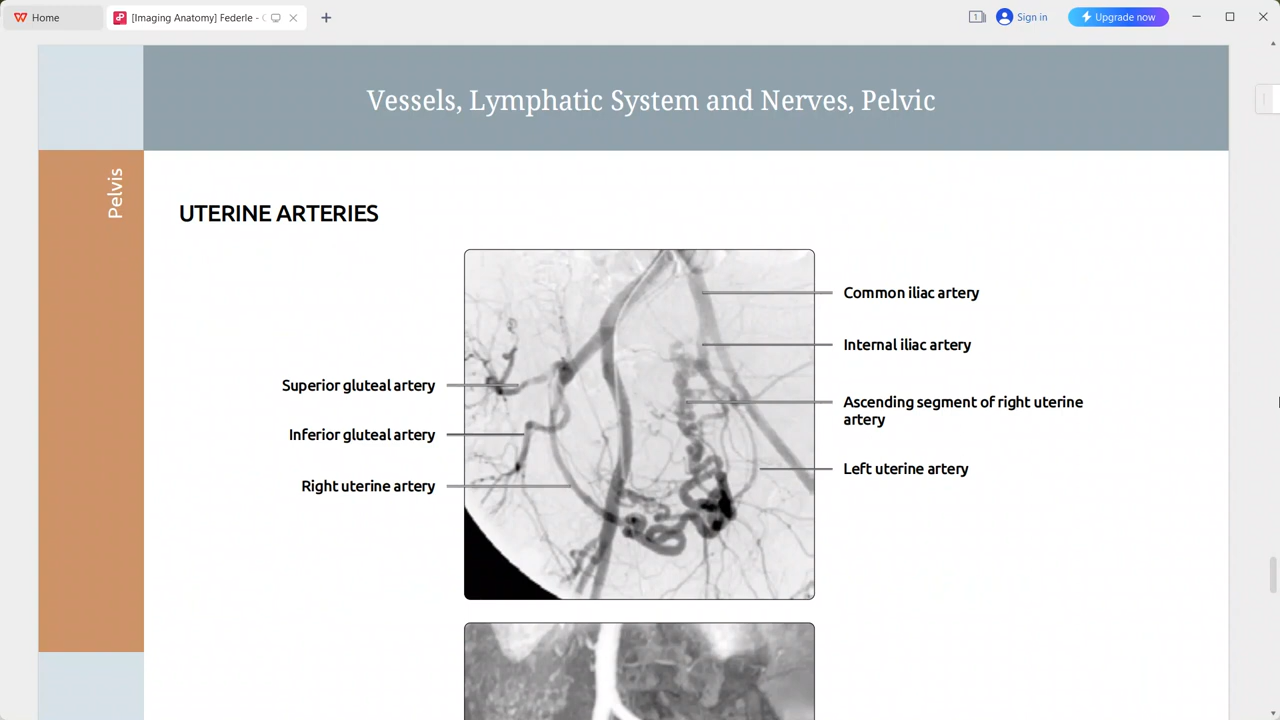 Home
[Imaging Anatomy] Federle -
1
Sign in
Upgrade now
Vessels, Lymphatic System and Nerves, Pelvic
Pelvis
UTERINE ARTERIES
Common iliac artery
Internal iliac artery
Superior gluteal artery
Ascending segment of right uterine
artery
Inferior gluteal artery
Left uterine artery
Right uterine artery